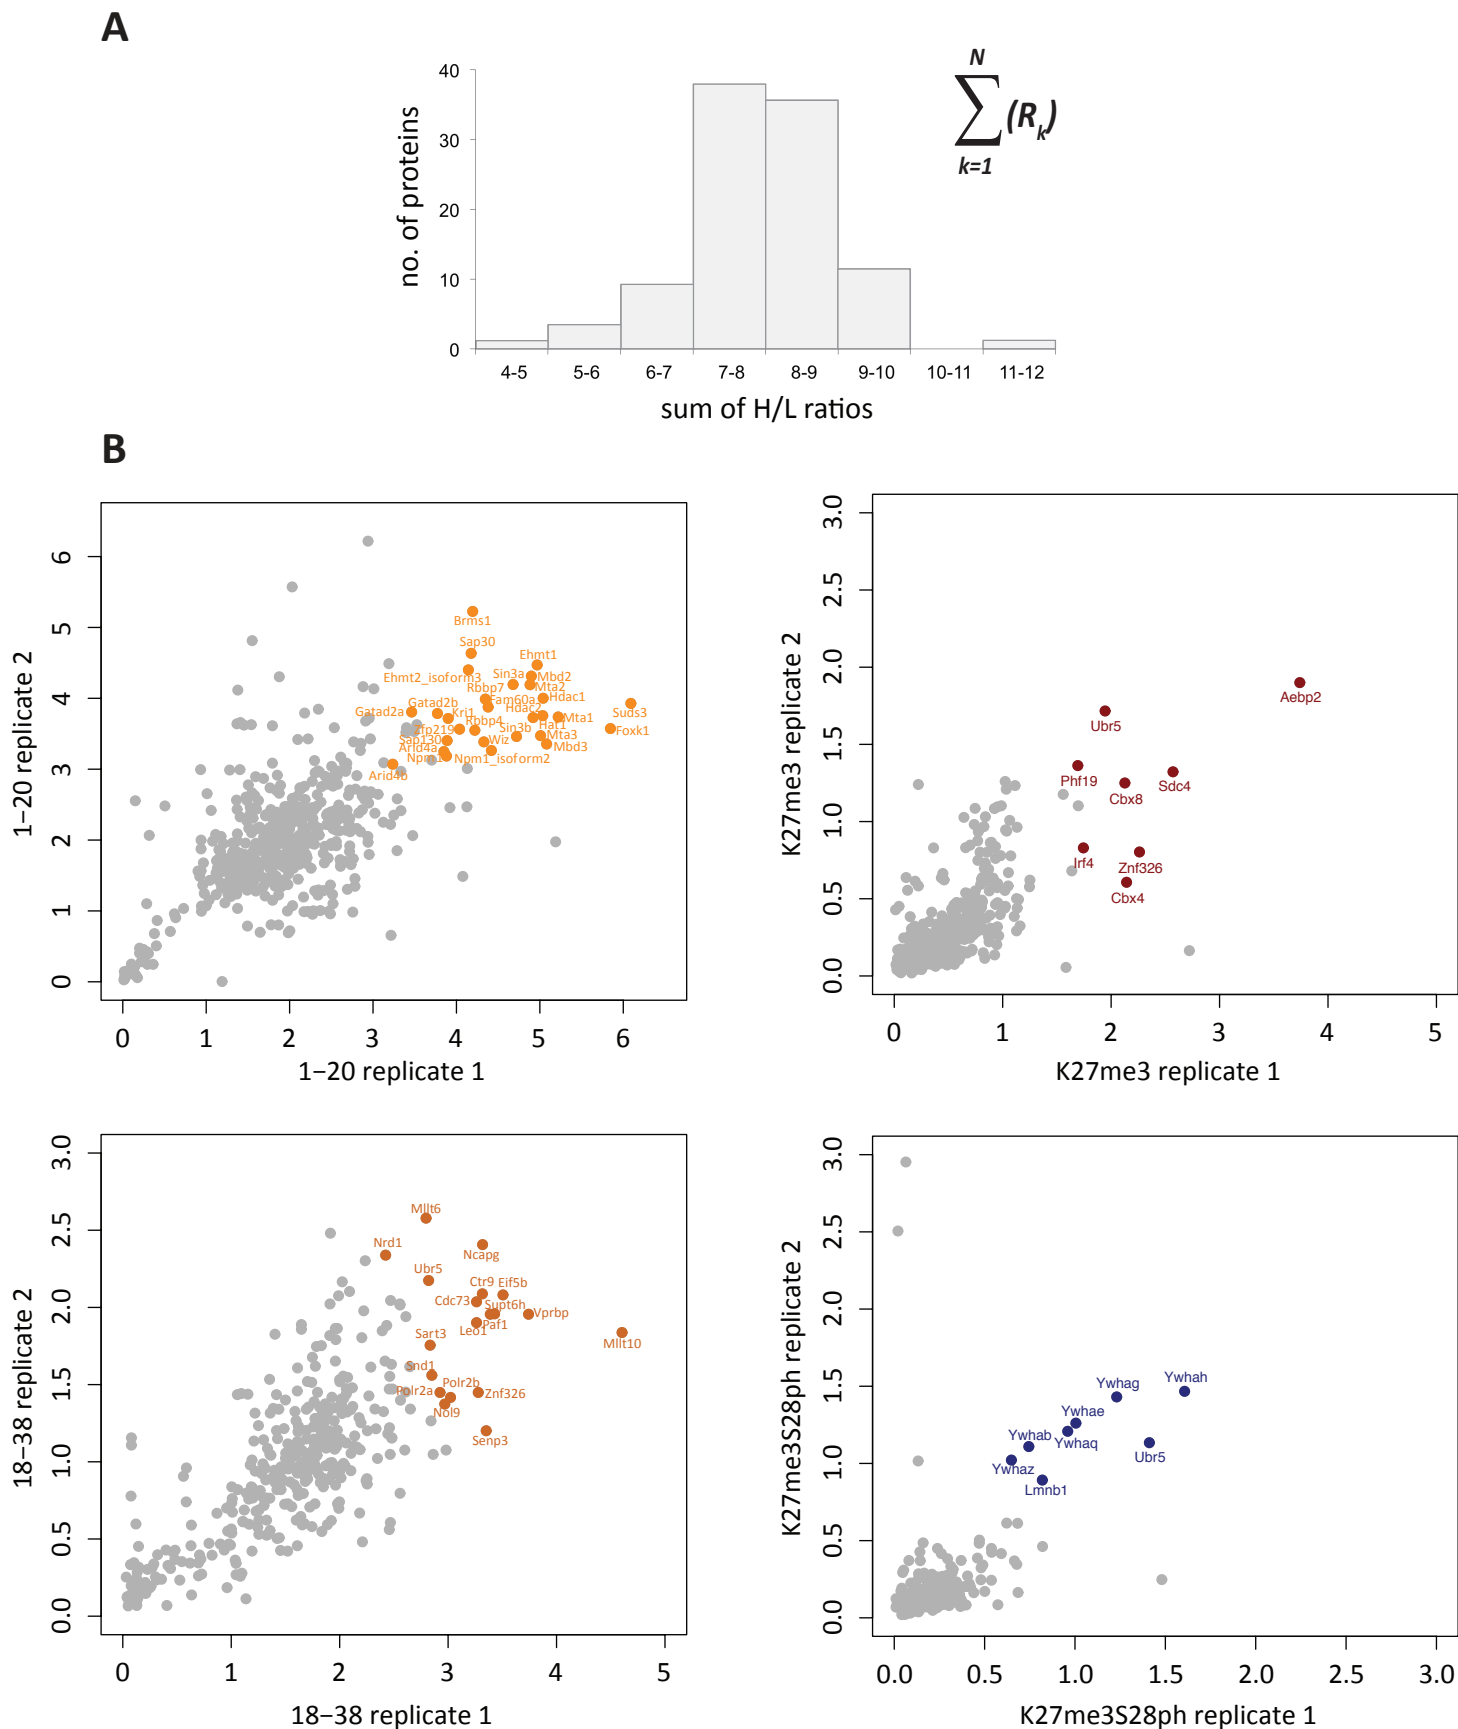 A
40
30
20
10
0
no. of proteins
4-5 5-6 6-7 7-8 8-9 9-10 10-11 11-12
sum of H/L ratios
N
∑(Rk)
k=1
B
6
5
4
3
2
1
0
1−20 replicate 2
Brms1
Sap30
Ehmt1
Ehmt2_isoform3
Sin3a
Mbd2
Rbbp7
Mta2
Gatad2b
Fam60a
Hdac1
Gatad2a
Kri1
Hdac2
Suds3
Zfp219
Rbbp4
Sin3b
Hat1
Mta1
Foxk1
Sap130
Wiz
Mta3
Arid4a
Mbd3
Npm1
Npm1_isoform2
Arid4b
0 1 2 3 4 5 6
1−20 replicate 1
3.0
2.5
2.0
1.5
1.0
0.5
0.0
K27me3 replicate 2
Aebp2
Ubr5
Phf19
Cbx8
Sdc4
Irf4
Znf326
Cbx4
0 1 2 3 4 5
K27me3 replicate 1
3.0
2.5
2.0
1.5
1.0
0.5
0.0
18−38 replicate 2
Mllt6
Nrd1
Ncapg
Ubr5
Ctr9
Eif5b
Cdc73
Supt6h
Vprbp
Leo1
Paf1
Sart3
Mllt10
Snd1
Polr2a
Polr2b
Znf326
Nol9
Senp3
0 1 2 3 4 5
18−38 replicate 1
3.0
2.5
2.0
1.5
1.0
0.5
0.0
K27me3S28ph replicate 2
Ywhah
Ywhag
Ywhae
Ywhab
Ywhaq
Ubr5
Ywhaz
Lmnb1
0.0 0.5 1.0 1.5 2.0 2.5 3.0
K27me3S28ph replicate 1